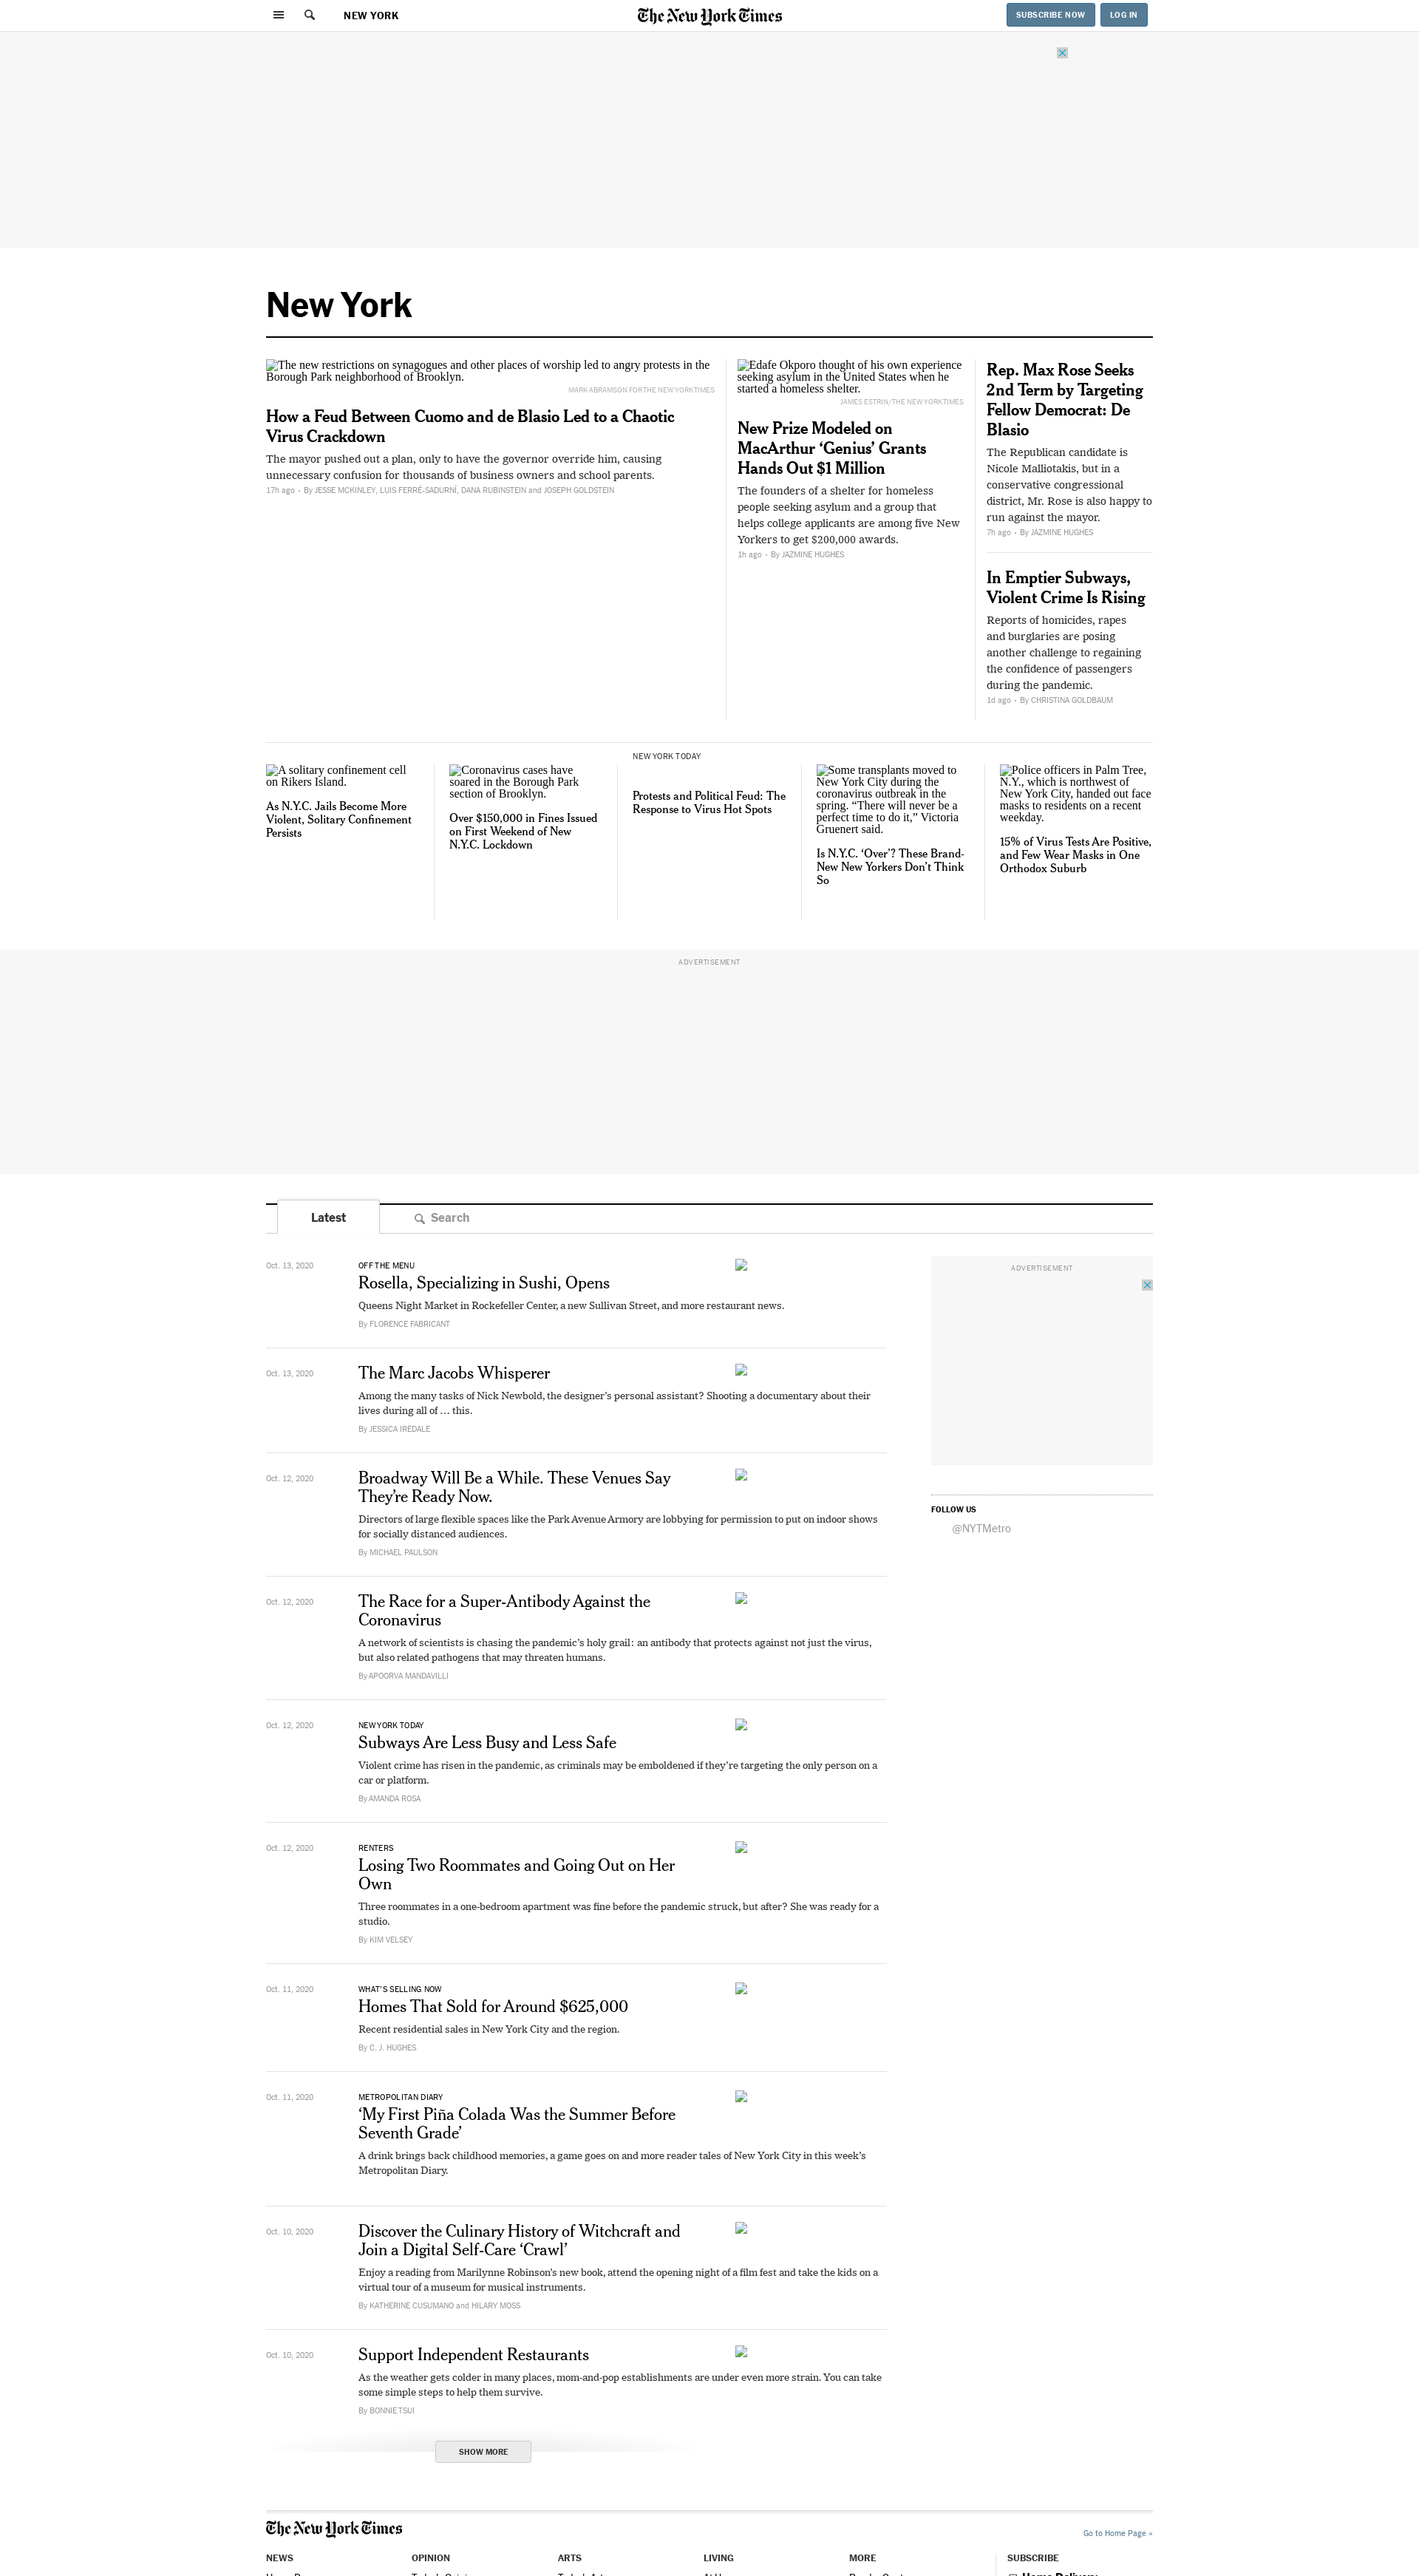 NEW YORK
The New York Times
SUBSCRIBE NOW
LOG IN
New York
The new restrictions on synagogues and other places of worship led to angry protests in the
Borough Park neighborhood of Brooklyn.
MARK ABRAMSON FOR THE NEW YORK TIMES
How a Feud Between Cuomo and de Blasio Led to a Chaotic
Virus Crackdown
The mayor pushed out a plan, only to have the governor override him, causing
unnecessary confusion for thousands of business owners and school parents.
17h ago • By JESSE MCKINLEY, LUIS FERRÉ-SADURNÍ, DANA RUBINSTEIN and JOSEPH GOLDSTEIN
Edafe Okporo thought of his own experience
seeking asylum in the United States when he
started a homeless shelter.
JAMES ESTRIN/THE NEW YORK TIMES
New Prize Modeled on
MacArthur ‘Genius’ Grants
Hands Out $1 Million
The founders of a shelter for homeless
people seeking asylum and a group that
helps college applicants are among five New
Yorkers to get $200,000 awards.
1h ago • By JAZMINE HUGHES
Rep. Max Rose Seeks
2nd Term by Targeting
Fellow Democrat: De
Blasio
The Republican candidate is
Nicole Malliotakis, but in a
conservative congressional
district, Mr. Rose is also happy to
run against the mayor.
7h ago • By JAZMINE HUGHES
In Emptier Subways,
Violent Crime Is Rising
Reports of homicides, rapes
and burglaries are posing
another challenge to regaining
the confidence of passengers
during the pandemic.
1d ago • By CHRISTINA GOLDBAUM
A solitary confinement cell
on Rikers Island.
As N.Y.C. Jails Become More
Violent, Solitary Confinement
Persists
Coronavirus cases have
soared in the Borough Park
section of Brooklyn.
Over $150,000 in Fines Issued
on First Weekend of New
N.Y.C. Lockdown
NEW YORK TODAY
Protests and Political Feud: The
Response to Virus Hot Spots
Some transplants moved to
New York City during the
coronavirus outbreak in the
spring. “There will never be a
perfect time to do it,” Victoria
Gruenert said.
Is N.Y.C. ‘Over’? These Brand-
New New Yorkers Don’t Think
So
Police officers in Palm Tree,
N.Y., which is northwest of
New York City, handed out face
masks to residents on a recent
weekday.
15% of Virus Tests Are Positive,
and Few Wear Masks in One
Orthodox Suburb
ADVERTISEMENT
Latest
Search
Oct. 13, 2020
OFF THE MENU
Rosella, Specializing in Sushi, Opens
Queens Night Market in Rockefeller Center, a new Sullivan Street, and more restaurant news.
By FLORENCE FABRICANT
Oct. 13, 2020
The Marc Jacobs Whisperer
Among the many tasks of Nick Newbold, the designer’s personal assistant? Shooting a documentary about their
lives during all of … this.
By JESSICA IREDALE
Oct. 12, 2020
Broadway Will Be a While. These Venues Say
They’re Ready Now.
Directors of large flexible spaces like the Park Avenue Armory are lobbying for permission to put on indoor shows
for socially distanced audiences.
By MICHAEL PAULSON
Oct. 12, 2020
The Race for a Super-Antibody Against the
Coronavirus
A network of scientists is chasing the pandemic’s holy grail: an antibody that protects against not just the virus,
but also related pathogens that may threaten humans.
By APOORVA MANDAVILLI
Oct. 12, 2020
NEW YORK TODAY
Subways Are Less Busy and Less Safe
Violent crime has risen in the pandemic, as criminals may be emboldened if they’re targeting the only person on a
car or platform.
By AMANDA ROSA
Oct. 12, 2020
RENTERS
Losing Two Roommates and Going Out on Her
Own
Three roommates in a one-bedroom apartment was fine before the pandemic struck, but after? She was ready for a
studio.
By KIM VELSEY
Oct. 11, 2020
WHAT’S SELLING NOW
Homes That Sold for Around $625,000
Recent residential sales in New York City and the region.
By C. J. HUGHES
Oct. 11, 2020
METROPOLITAN DIARY
‘My First Piña Colada Was the Summer Before
Seventh Grade’
A drink brings back childhood memories, a game goes on and more reader tales of New York City in this week’s
Metropolitan Diary.
Oct. 10, 2020
Discover the Culinary History of Witchcraft and
Join a Digital Self-Care ‘Crawl’
Enjoy a reading from Marilynne Robinson’s new book, attend the opening night of a film fest and take the kids on a
virtual tour of a museum for musical instruments.
By KATHERINE CUSUMANO and HILARY MOSS
Oct. 10, 2020
Support Independent Restaurants
As the weather gets colder in many places, mom-and-pop establishments are under even more strain. You can take
some simple steps to help them survive.
By BONNIE TSUI
SHOW MORE
ADVERTISEMENT
FOLLOW US
@NYTMetro
The New York Times
Go to Home Page »
NEWS
OPINION
ARTS
LIVING
MORE
SUBSCRIBE